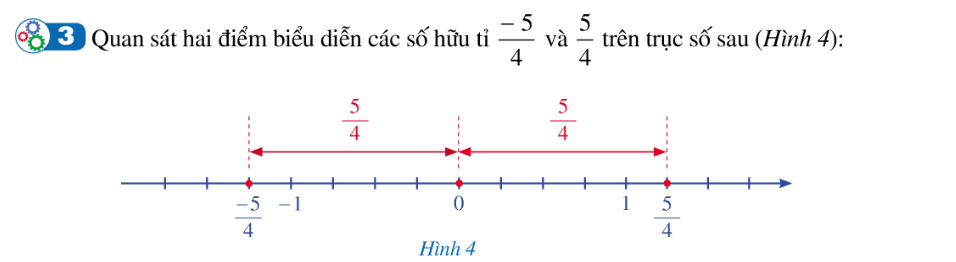 3 Quan sát hai điểm biểu diễn các số hữu tỉ −5/4 và 5/4 trên trục số sau (Hình 4):
5/4 5/4
−5/4 −1 0 1 5/4
Hình 4